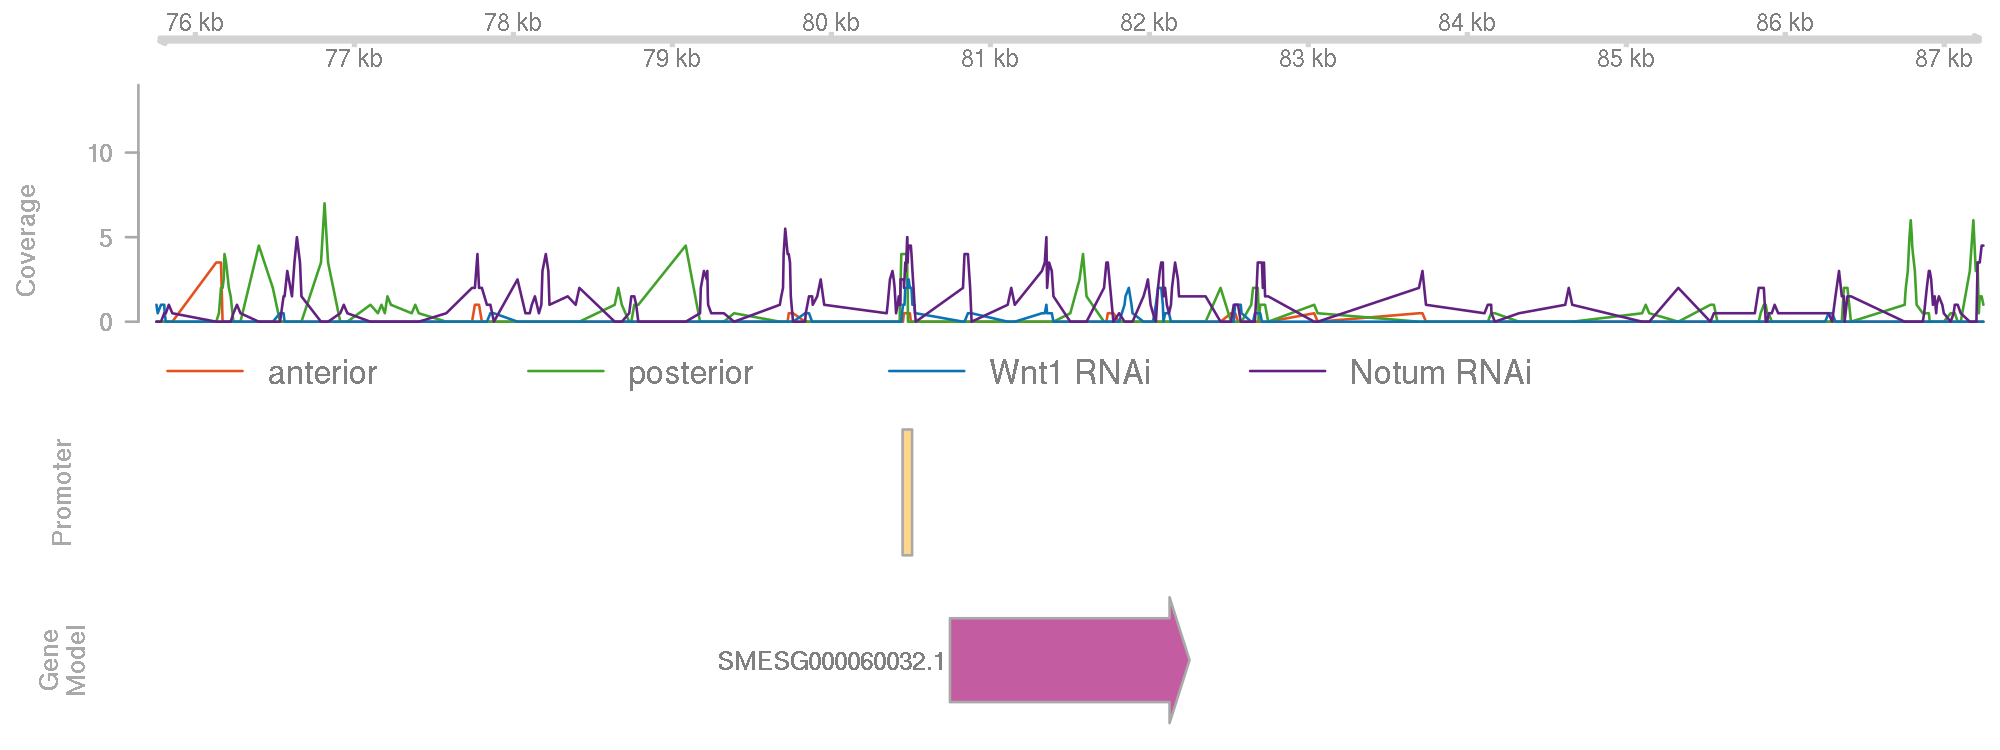 76 kb 78 kb 80 kb 82 kb 84 kb 86 kb
77 kb 79 kb 81 kb 83 kb 85 kb 87 kb
Coverage
10
5
0
anterior posterior Wnt1 RNAi Notum RNAi
Promoter
Gene
Model
SMESG000060032.1